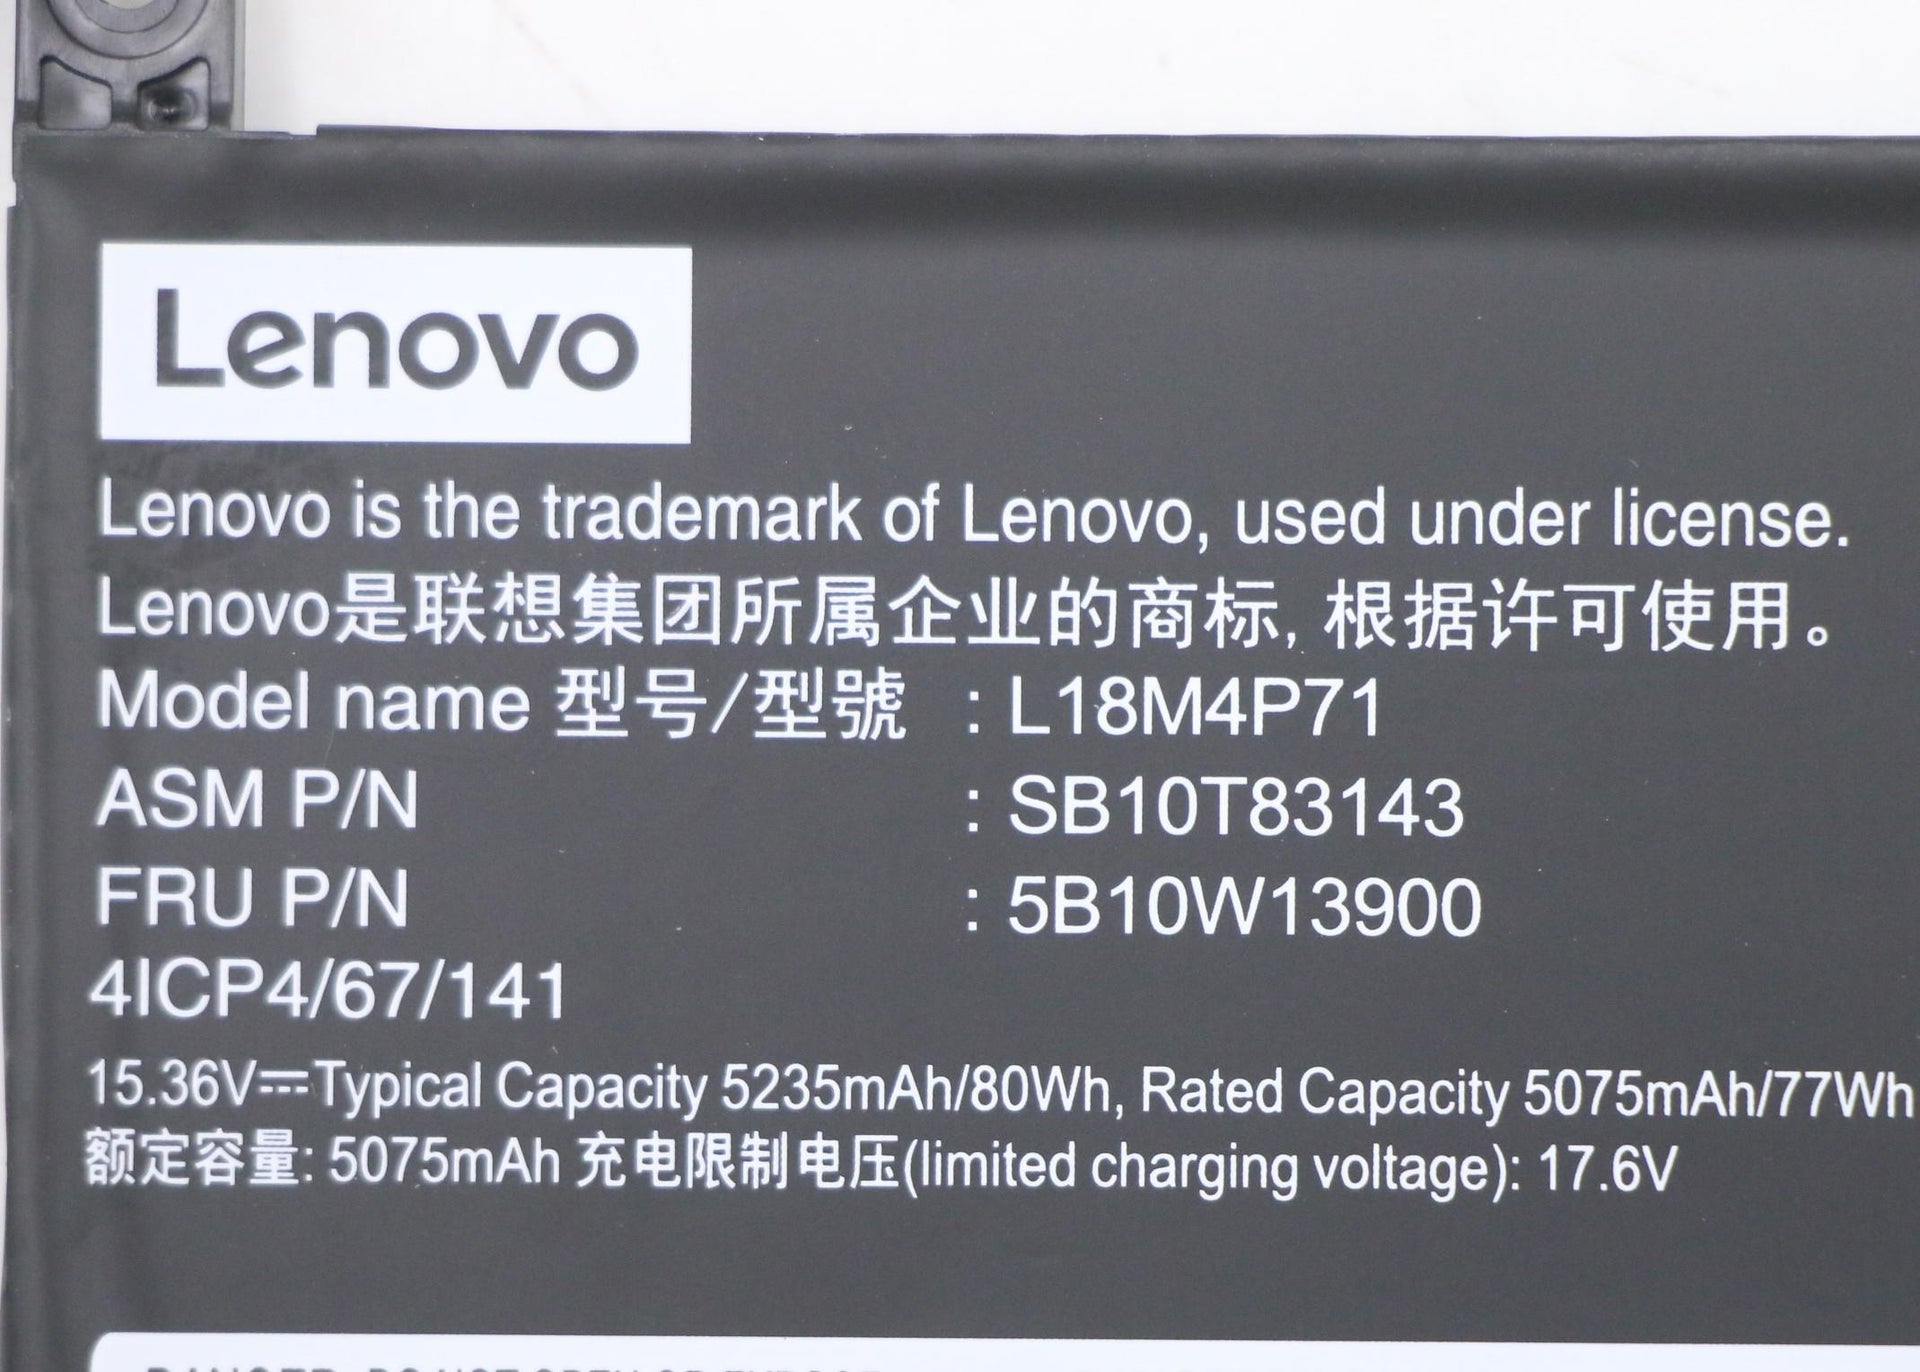 Lenovo
Lenovo is the trademark of Lenovo, used under license.
Lenovo是联想集团所属企业的商标, 根据许可使用。
Model name 型号/型號 : L18M4P71
ASM P/N : SB10T83143
FRU P/N : 5B10W13900
4ICP4/67/141
15.36V⎓Typical Capacity 5235mAh/80Wh, Rated Capacity 5075mAh/77Wh
额定容量: 5075mAh 充电限制电压(limited charging voltage): 17.6V